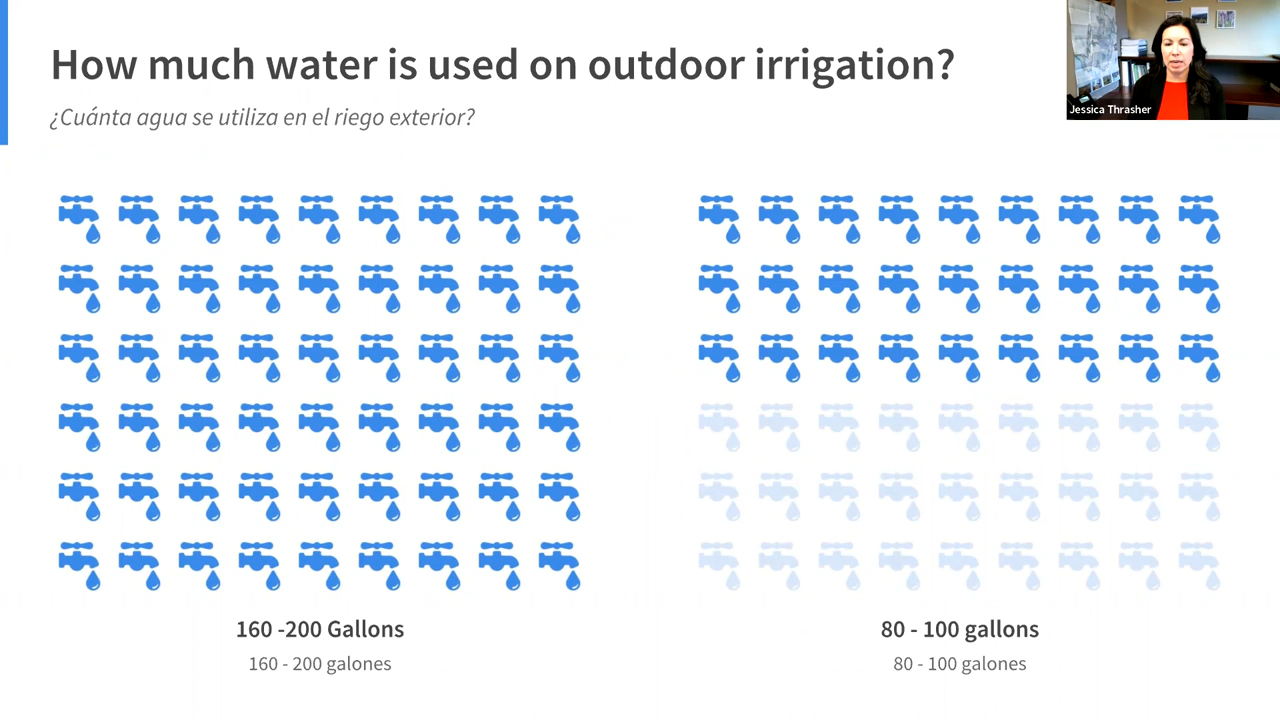 How much water is used on outdoor irrigation?
¿Cuánta agua se utiliza en el riego exterior?
Jessica Thrasher
160 -200 Gallons
160 - 200 galones
80 - 100 gallons
80 - 100 galones